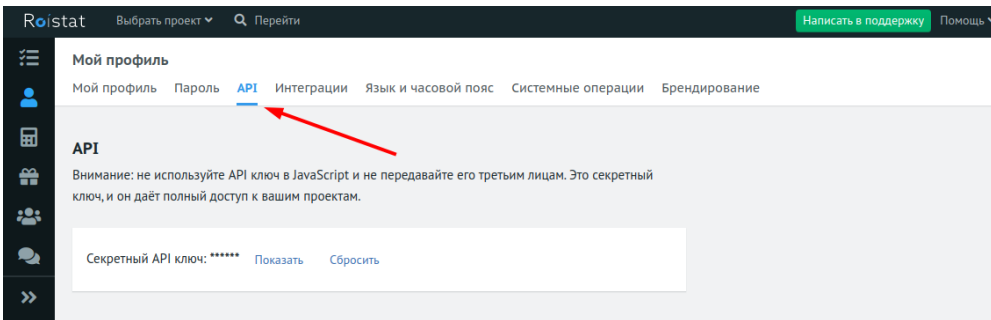 Roistat Выбрать проект Перейти Написать в поддержку Помощь
Мой профиль
Мой профиль Пароль API Интеграции Язык и часовой пояс Системные операции Брендирование
API
Внимание: не используйте API ключ в JavaScript и не передавайте его третьим лицам. Это секретный
ключ, и он даёт полный доступ к вашим проектам.
Секретный API ключ: ****** Показать Сбросить